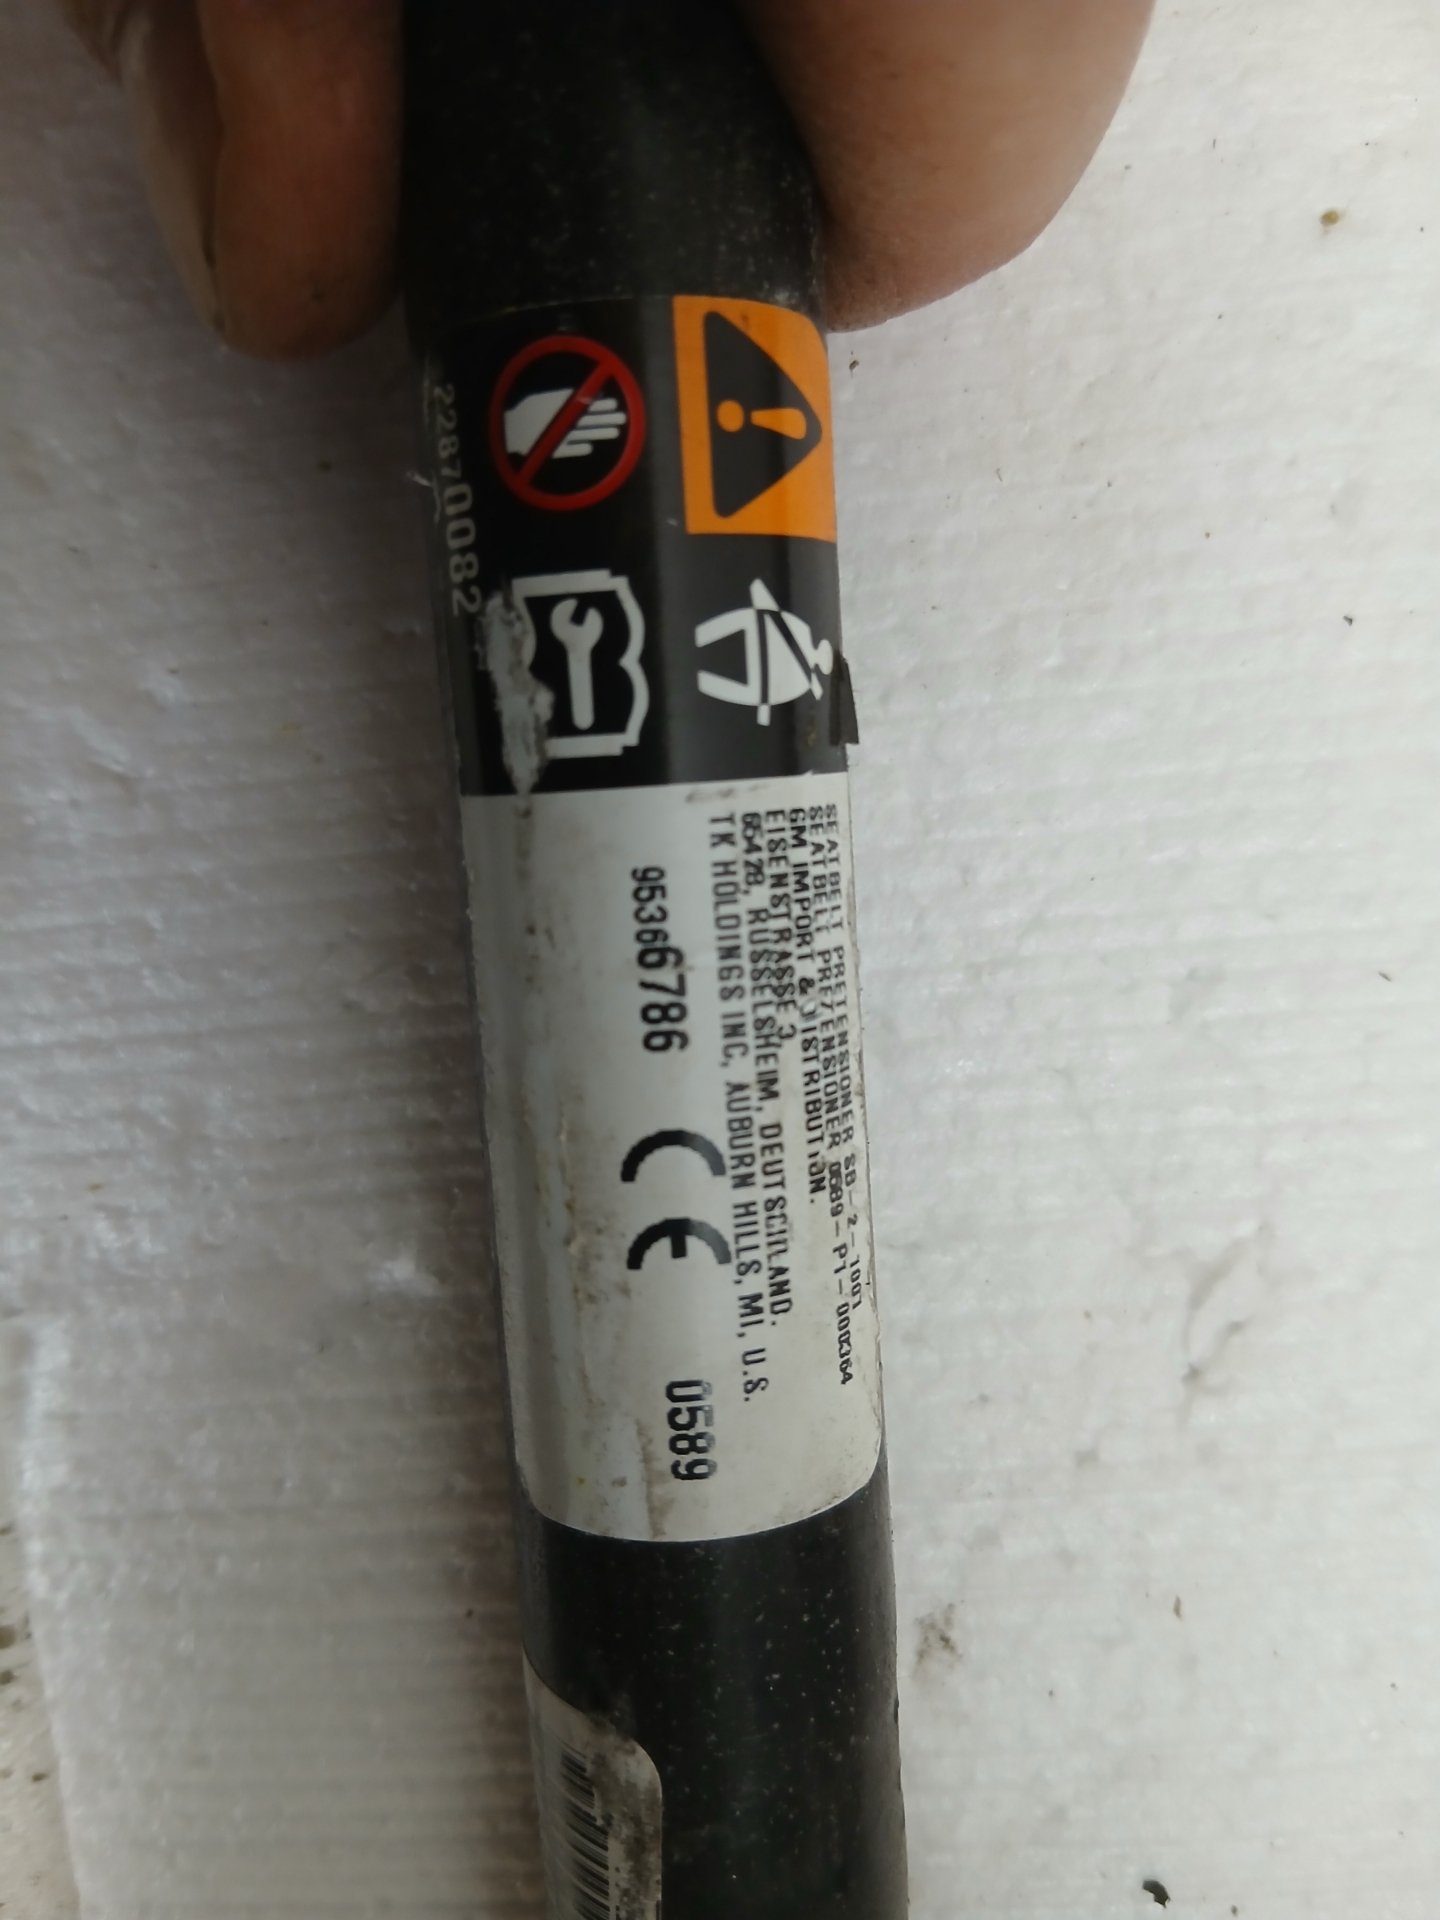 22870082
SEATBELT PRETENSIONER SB-2-1001
SEATBELT PRETENSIONER 0589-P1-000364
GM IMPORT & DISTRIBUTION.
EISENSTRASSE 3,
65428, RUSSELSHEIM, DEUTSCHLAND.
TK HOLDINGS INC, AUBURN HILLS, MI, U.S.
95366786
CE 0589